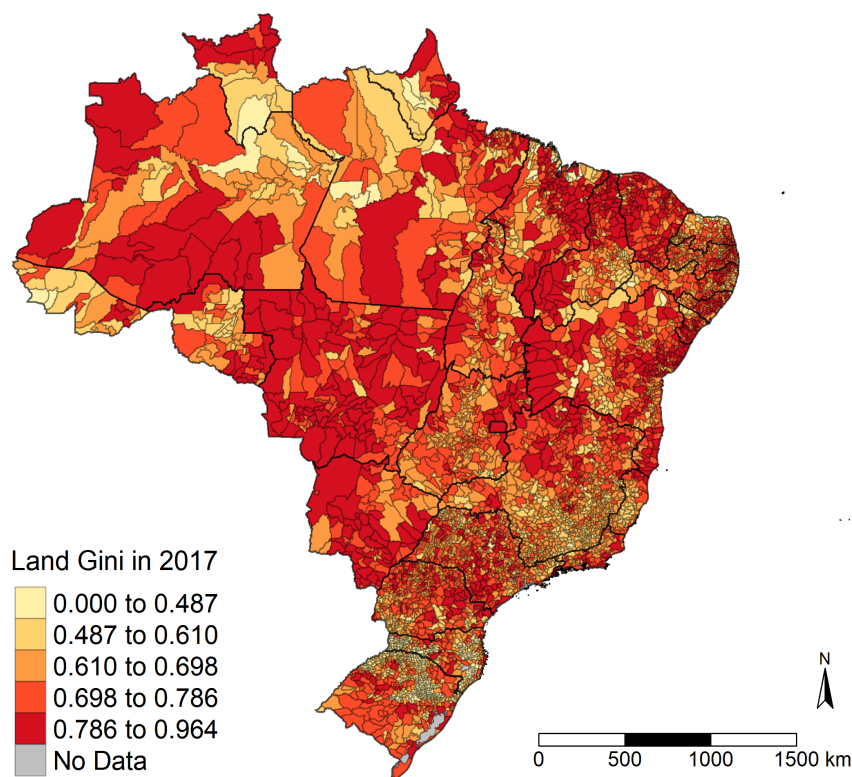 Land Gini in 2017
0.000 to 0.487
0.487 to 0.610
0.610 to 0.698
0.698 to 0.786
0.786 to 0.964
No Data
N
0 500 1000 1500 km